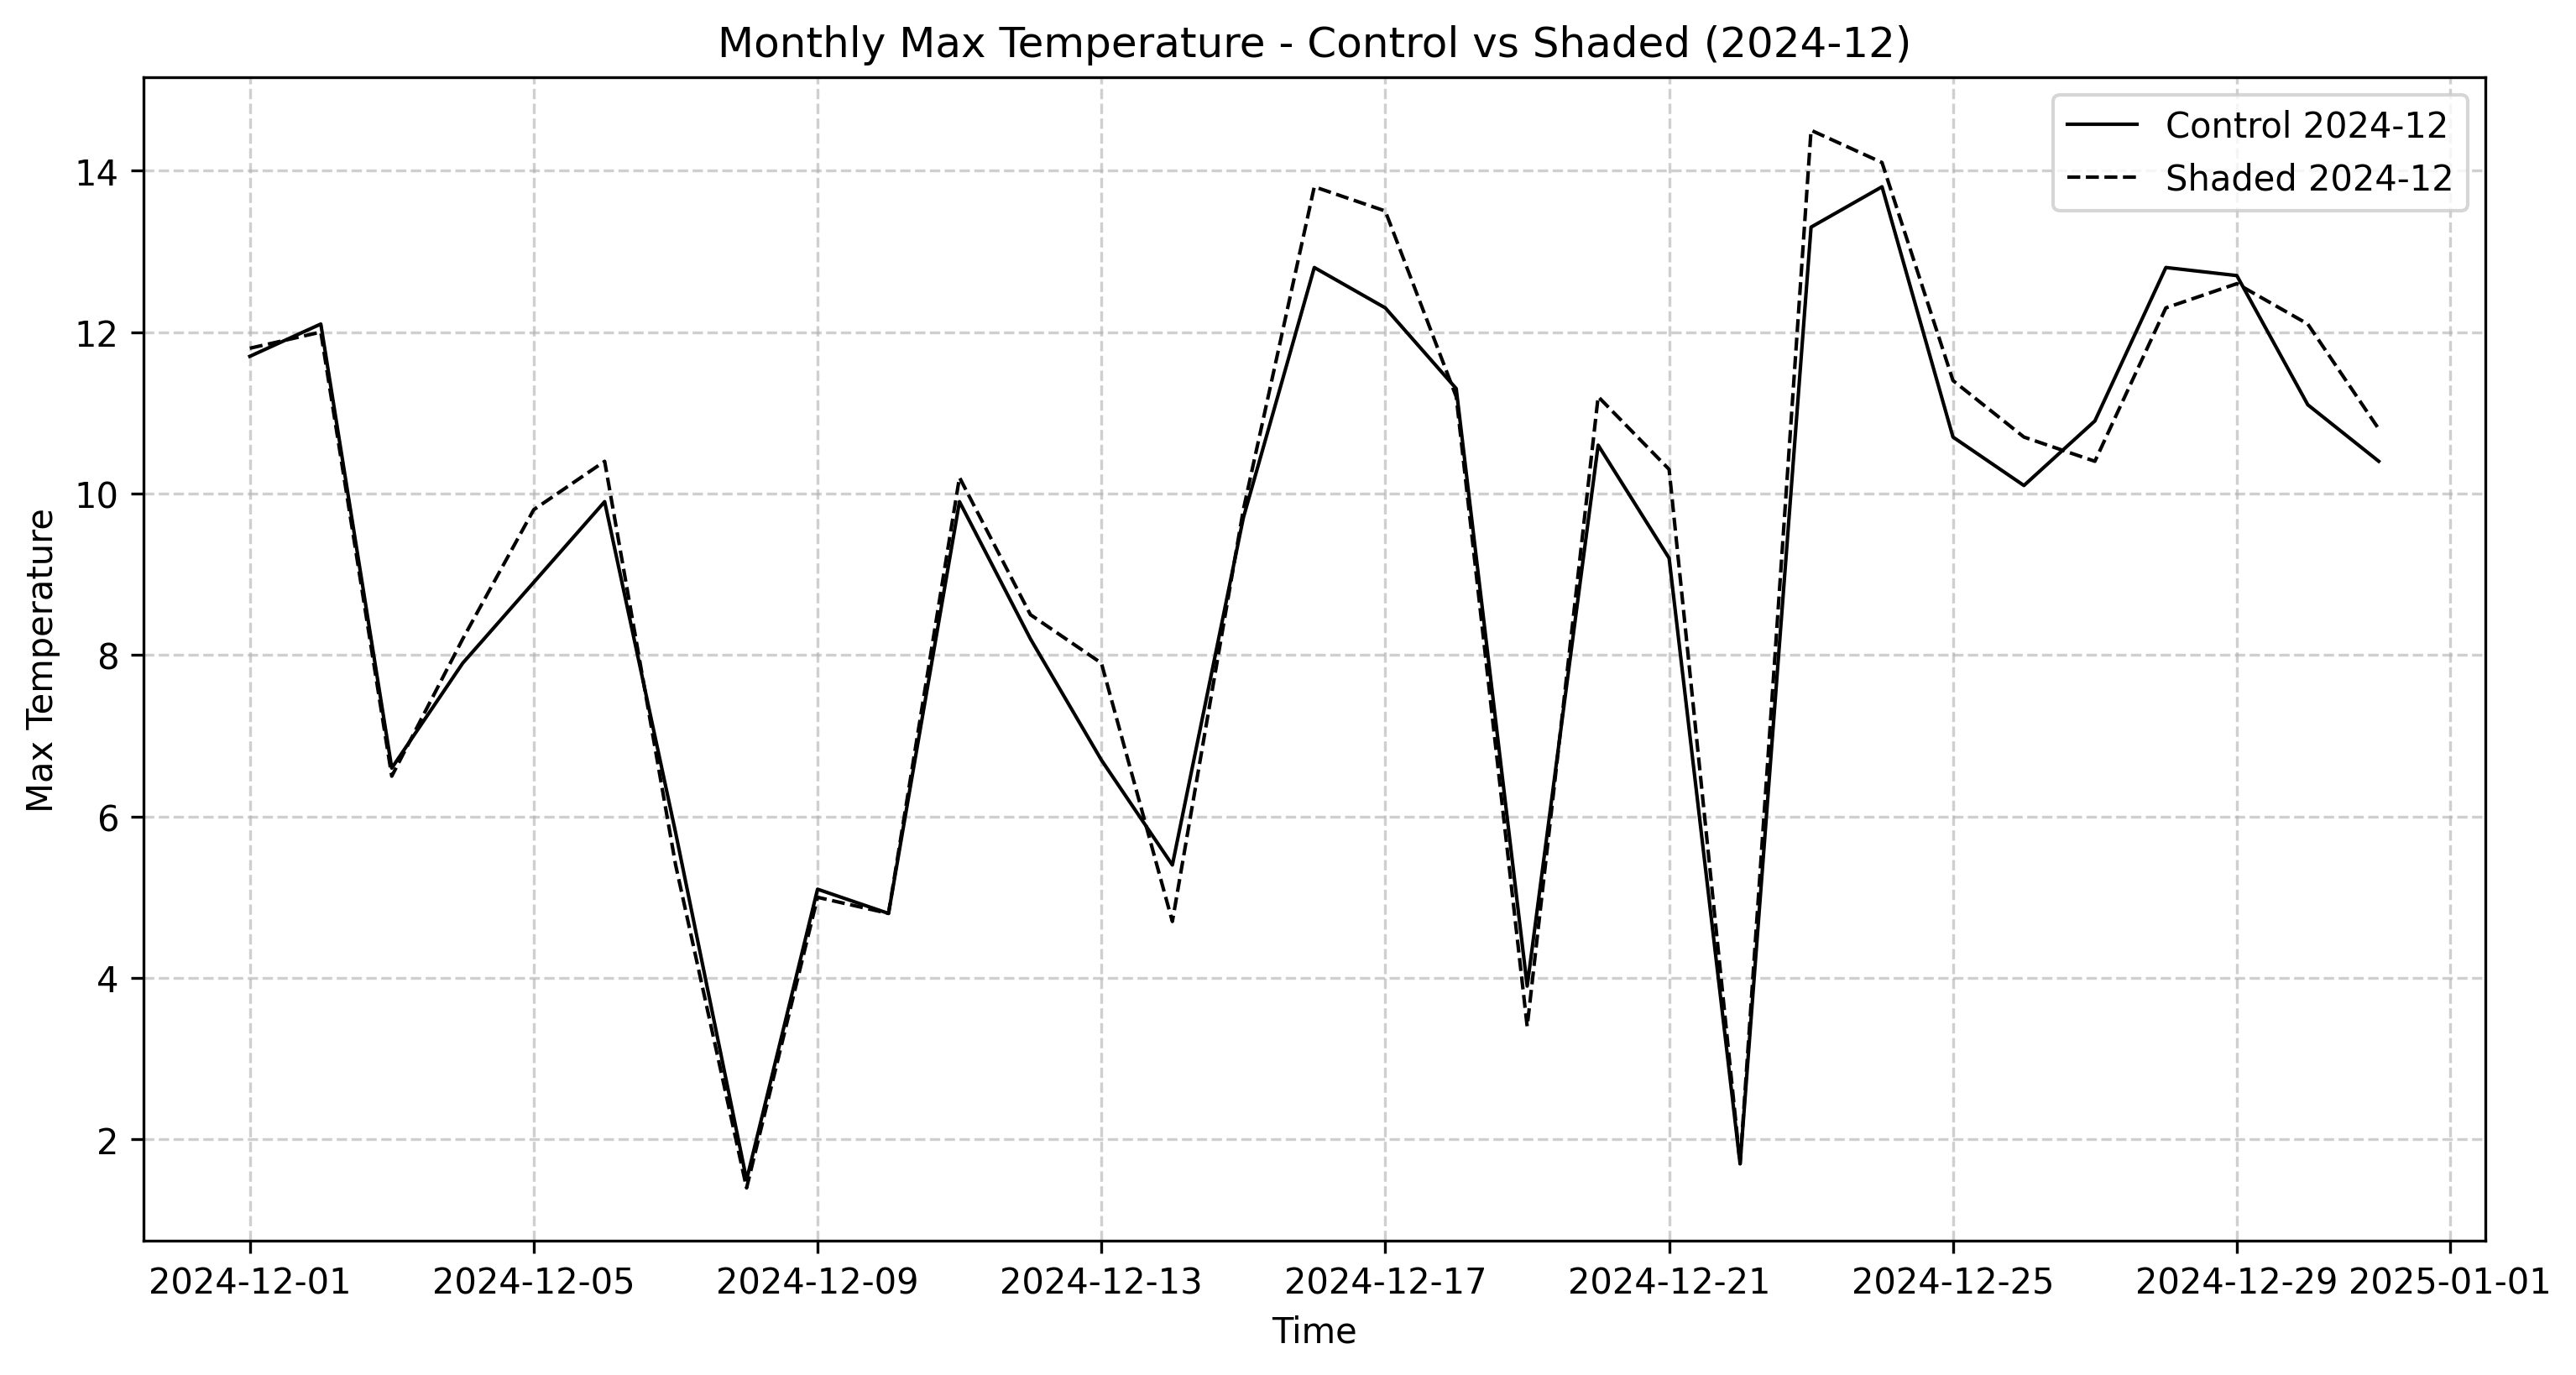 Monthly Max Temperature - Control vs Shaded (2024-12)
Control 2024-12
Shaded 2024-12
14
12
10
8
6
4
2
Max Temperature
2024-12-01 2024-12-05 2024-12-09 2024-12-13 2024-12-17 2024-12-21 2024-12-25 2024-12-29 2025-01-01
Time